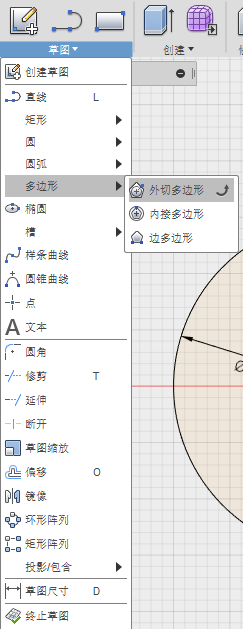 草图▼
创建▼
创建草图
直线 L
矩形
圆
圆弧
多边形
外切多边形
内接多边形
边多边形
椭圆
槽
样条曲线
圆锥曲线
点
文本
圆角
修剪 T
延伸
断开
草图缩放
偏移 O
镜像
环形阵列
矩形阵列
投影/包含
草图尺寸 D
终止草图